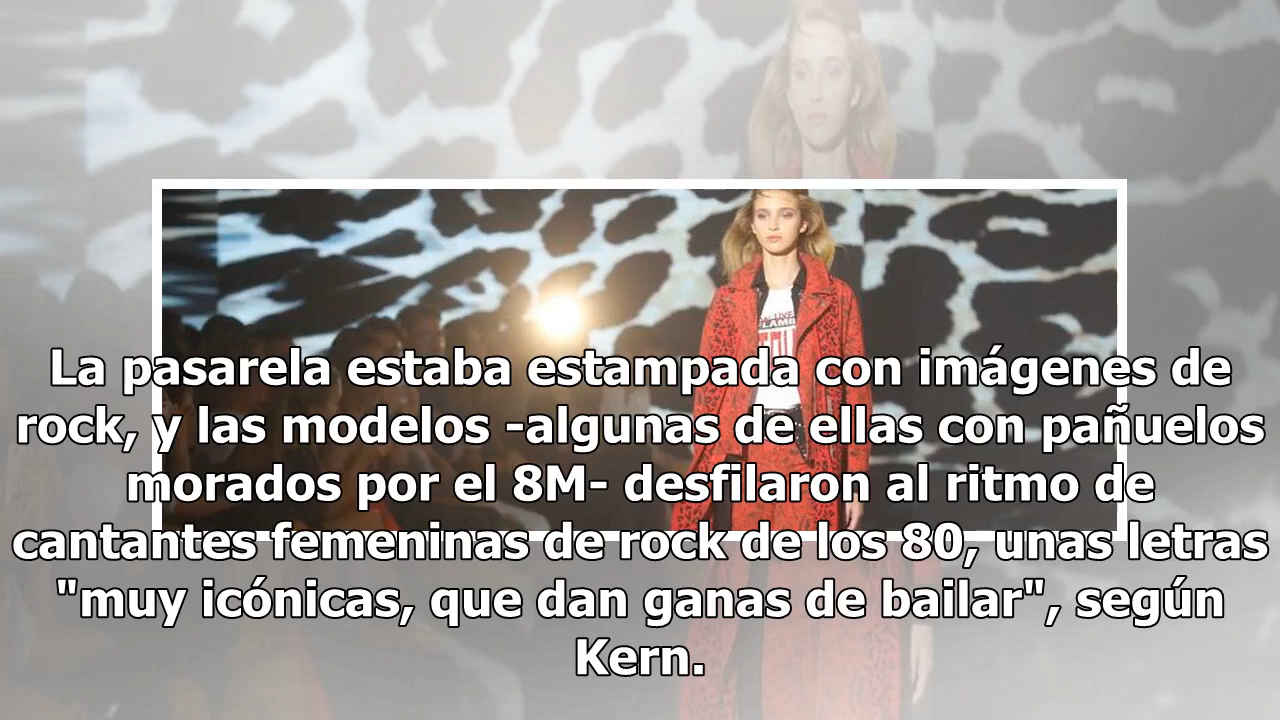 La pasarela estaba estampada con imágenes de
rock, y las modelos -algunas de ellas con pañuelos
morados por el 8M- desfilaron al ritmo de
cantantes femeninas de rock de los 80, unas letras
"muy icónicas, que dan ganas de bailar", según
Kern.